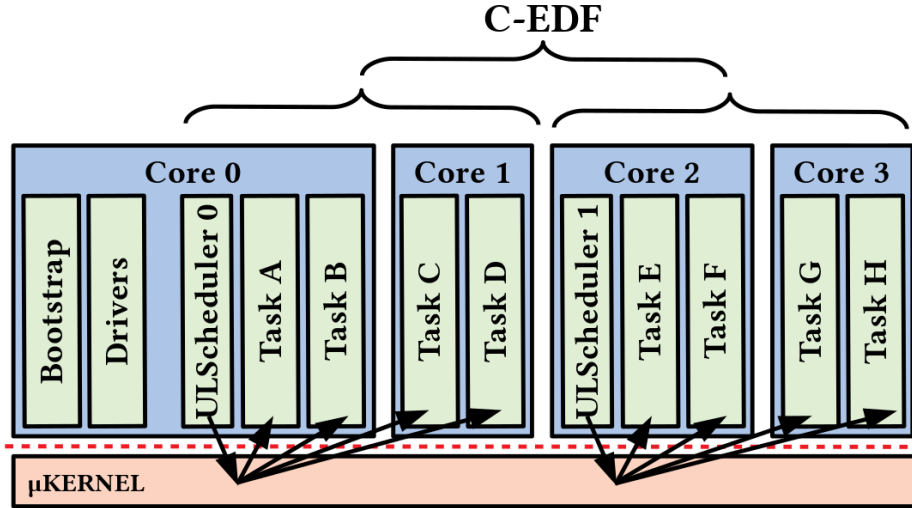 C-EDF
Core 0
Core 1
Core 2
Core 3
Bootstrap
Drivers
ULScheduler 0
Task A
Task B
Task C
Task D
ULScheduler 1
Task E
Task F
Task G
Task H
μKERNEL